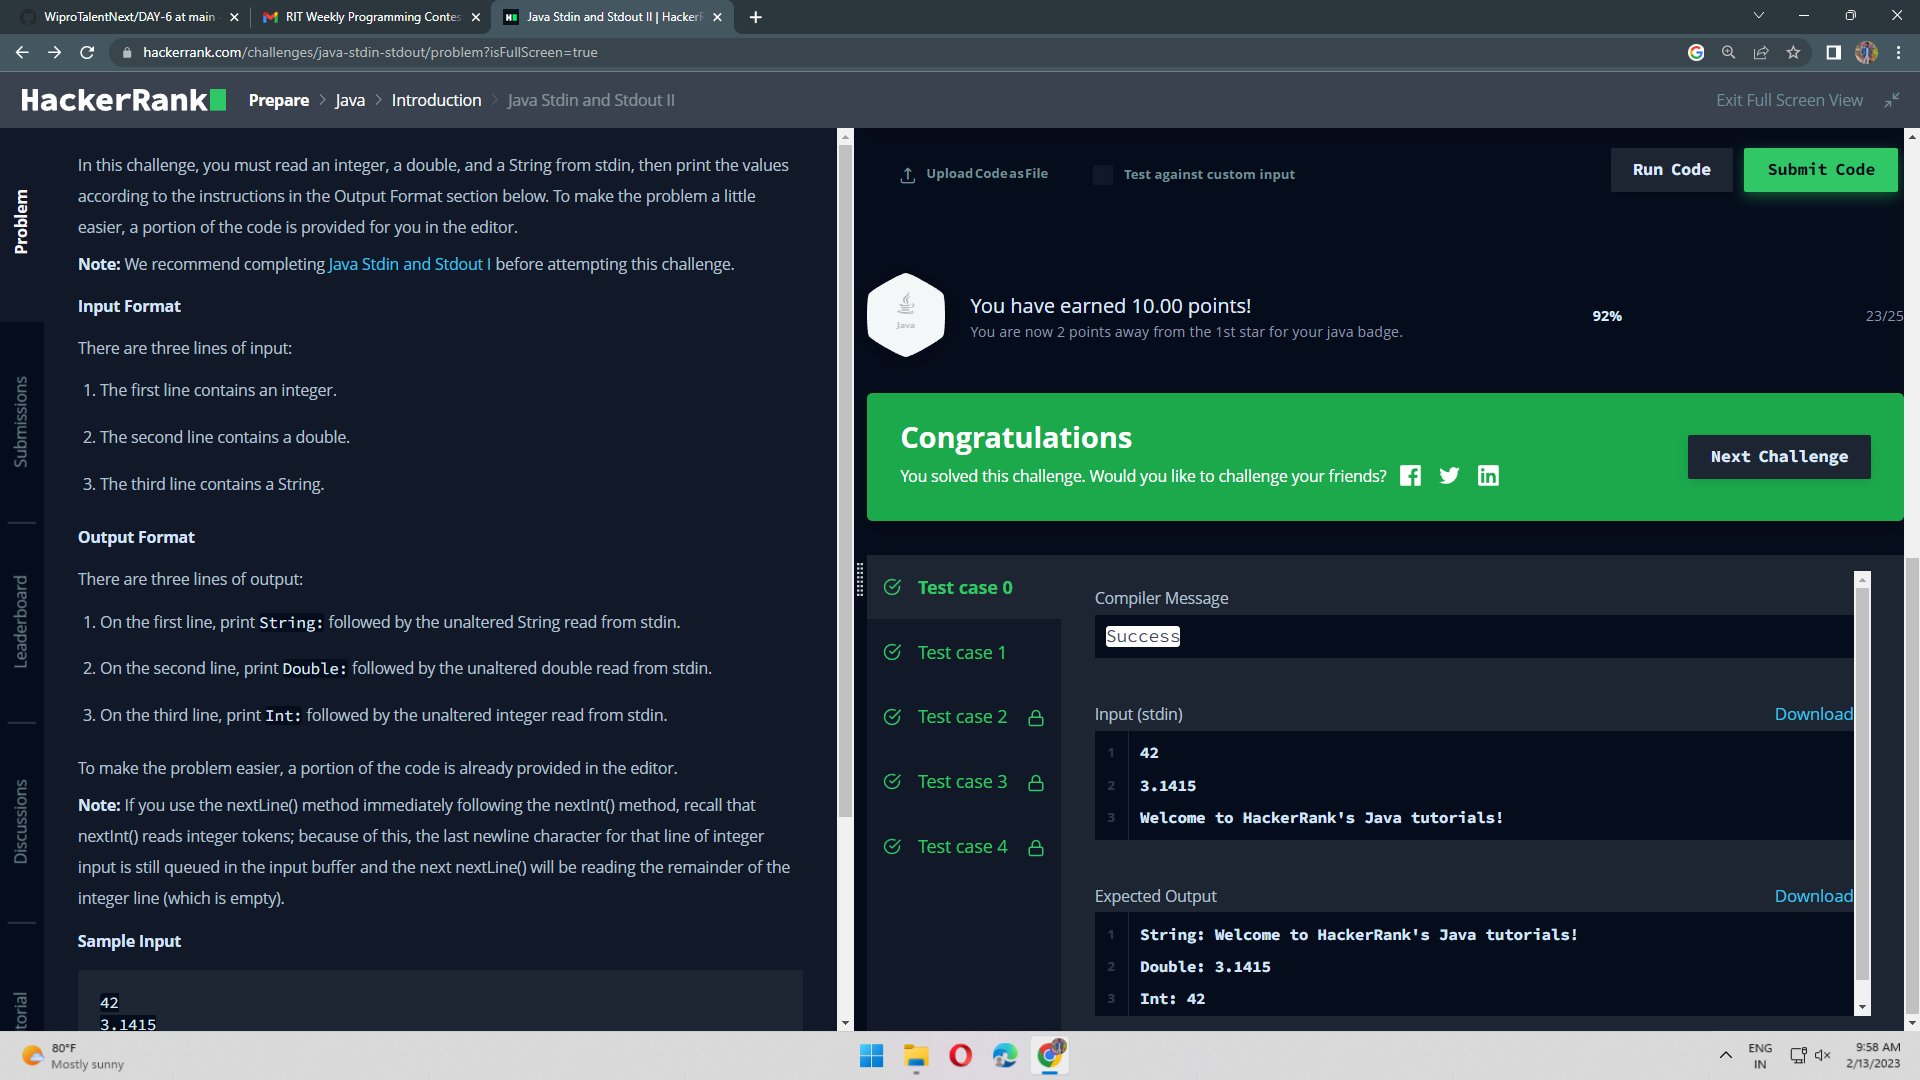 WiproTalentNext/DAY-6 at main
RIT Weekly Programming Contes
Java Stdin and Stdout II | HackerR
hackerrank.com/challenges/java-stdin-stdout/problem?isFullScreen=true
HackerRank
Prepare > Java > Introduction > Java Stdin and Stdout II
Exit Full Screen View
Problem
Submissions
Leaderboard
Discussions
torial
In this challenge, you must read an integer, a double, and a String from stdin, then print the values
according to the instructions in the Output Format section below. To make the problem a little
easier, a portion of the code is provided for you in the editor.
Note: We recommend completing Java Stdin and Stdout I before attempting this challenge.
Input Format
There are three lines of input:
1. The first line contains an integer.
2. The second line contains a double.
3. The third line contains a String.
Output Format
There are three lines of output:
1. On the first line, print String: followed by the unaltered String read from stdin.
2. On the second line, print Double: followed by the unaltered double read from stdin.
3. On the third line, print Int: followed by the unaltered integer read from stdin.
To make the problem easier, a portion of the code is already provided in the editor.
Note: If you use the nextLine() method immediately following the nextInt() method, recall that
nextInt() reads integer tokens; because of this, the last newline character for that line of integer
input is still queued in the input buffer and the next nextLine() will be reading the remainder of the
integer line (which is empty).
Sample Input
42
3.1415
Upload Code as File
Test against custom input
Run Code
Submit Code
Java
You have earned 10.00 points!
You are now 2 points away from the 1st star for your java badge.
92%
23/25
Congratulations
You solved this challenge. Would you like to challenge your friends?
Next Challenge
Test case 0
Test case 1
Test case 2
Test case 3
Test case 4
Compiler Message
Success
Input (stdin)
Download
1 42
2 3.1415
3 Welcome to HackerRank's Java tutorials!
Expected Output
Download
1 String: Welcome to HackerRank's Java tutorials!
2 Double: 3.1415
3 Int: 42
80°F
Mostly sunny
ENG
IN
9:58 AM
2/13/2023